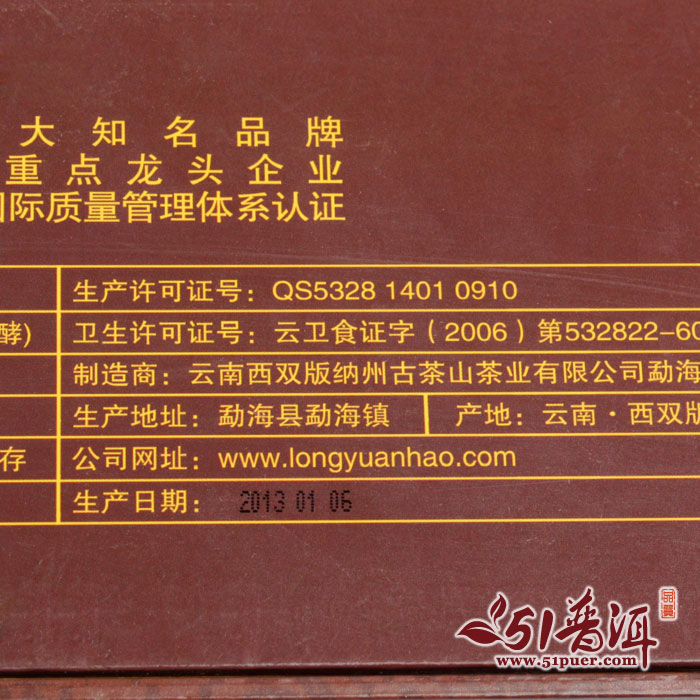 大知名品牌
重点龙头企业
国际质量管理体系认证
生产许可证号：QS5328 1401 0910
酵) 卫生许可证号：云卫食证字（2006）第532822-60
制造商：云南西双版纳州古茶山茶业有限公司勐海
生产地址：勐海县勐海镇 产地：云南·西双版
存 公司网址：www.longyuanhao.com
生产日期： 2013 01 06
51普洱
www.51puer.com